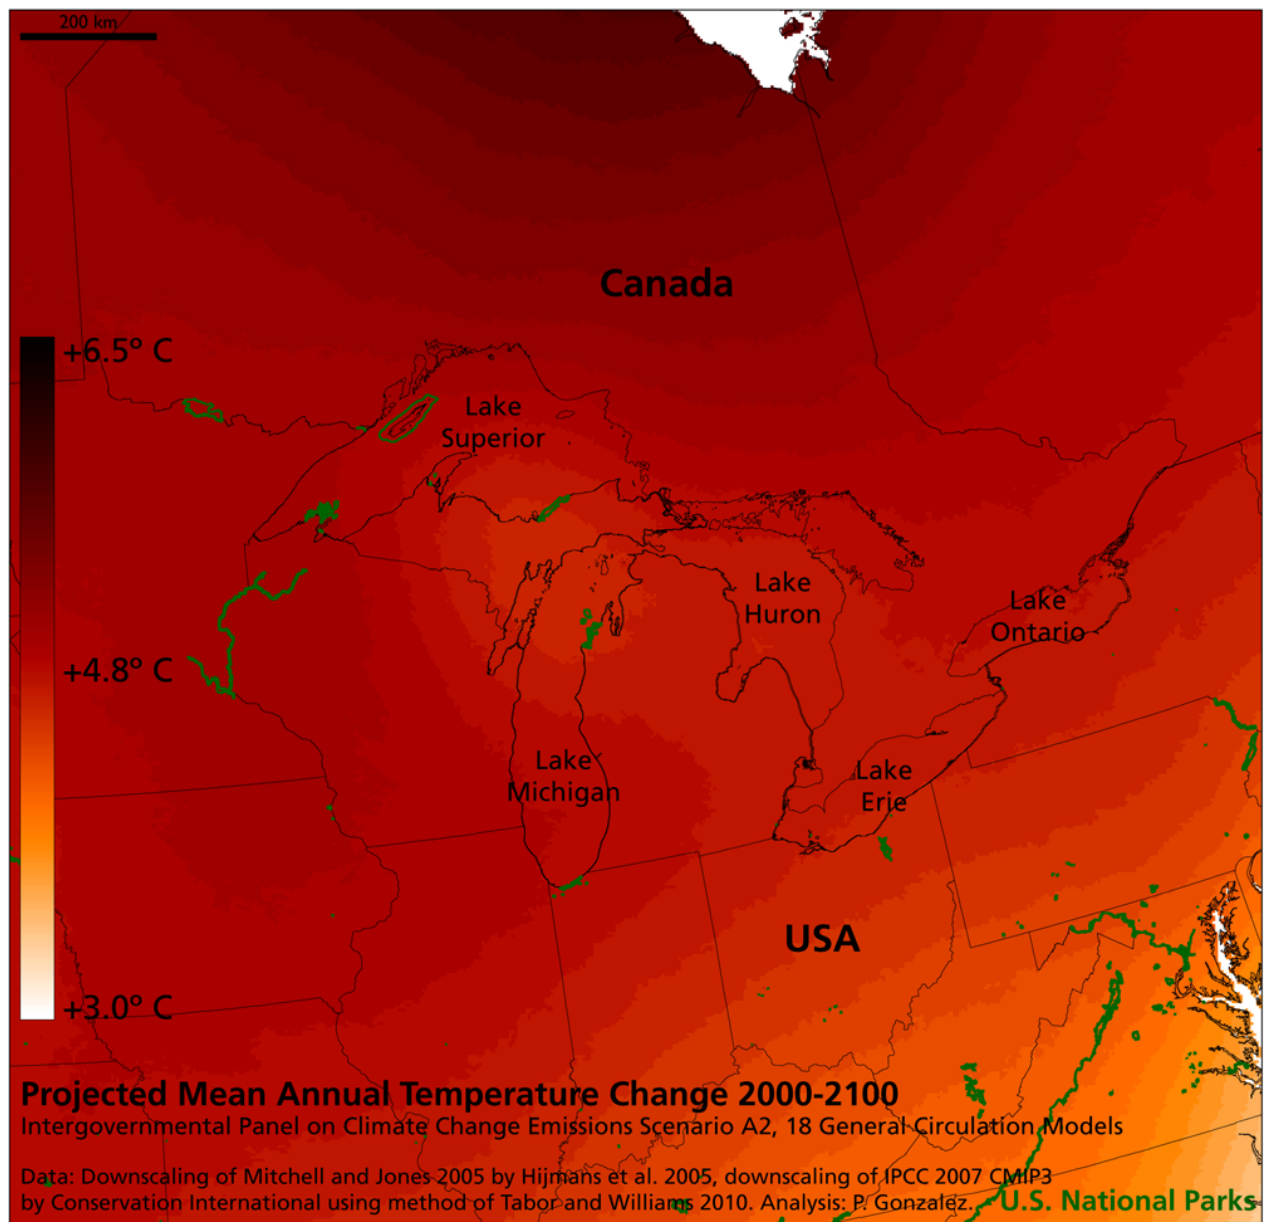 200 km
Canada
+6.5° C
Lake
Superior
Lake
Huron
Lake
Ontario
+4.8° C
Lake
Michigan
Lake
Erie
USA
+3.0° C
Projected Mean Annual Temperature Change 2000-2100
Intergovernmental Panel on Climate Change Emissions Scenario A2, 18 General Circulation Models
Data: Downscaling of Mitchell and Jones 2005 by Hijmans et al. 2005, downscaling of IPCC 2007 CMIP3
by Conservation International using method of Tabor and Williams 2010. Analysis: P. Gonzalez.
U.S. National Parks